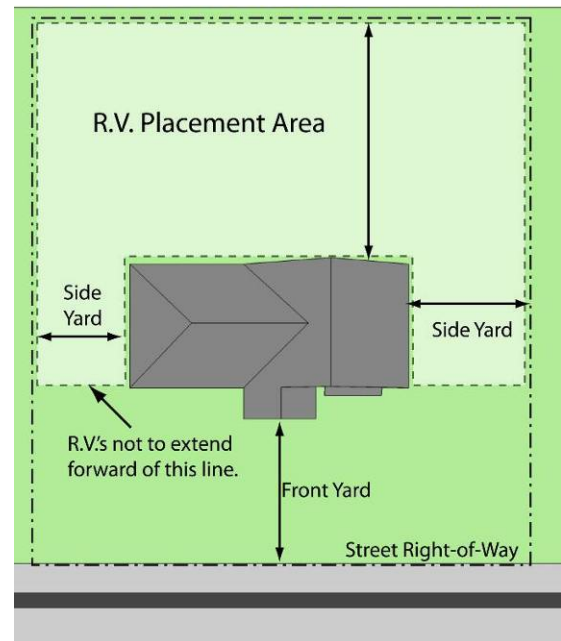 R.V. Placement Area
Side
Yard
Side Yard
R.V.'s not to extend
forward of this line.
Front Yard
Street Right-of-Way